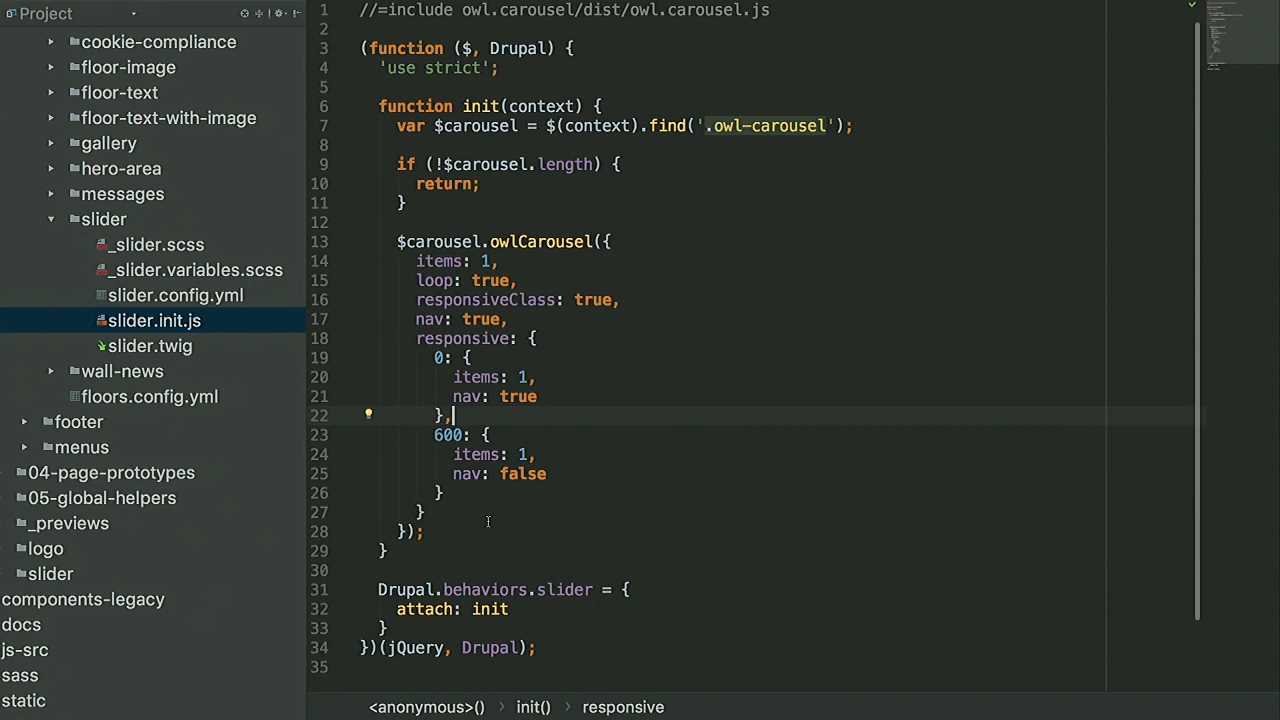 Project
cookie-compliance
floor-image
floor-text
floor-text-with-image
gallery
hero-area
messages
slider
_slider.scss
_slider.variables.scss
slider.config.yml
slider.init.js
slider.twig
wall-news
floors.config.yml
footer
menus
04-page-prototypes
05-global-helpers
_previews
logo
slider
components-legacy
docs
js-src
sass
static
1 //=include owl.carousel/dist/owl.carousel.js
2
3 (function ($, Drupal) {
4 'use strict';
5
6 function init(context) {
7 var $carousel = $(context).find('.owl-carousel');
8
9 if (!$carousel.length) {
10 return;
11 }
12
13 $carousel.owlCarousel({
14 items: 1,
15 loop: true,
16 responsiveClass: true,
17 nav: true,
18 responsive: {
19 0: {
20 items: 1,
21 nav: true
22 },
23 600: {
24 items: 1,
25 nav: false
26 }
27 }
28 });
29 }
30
31 Drupal.behaviors.slider = {
32 attach: init
33 }
34 })(jQuery, Drupal);
35
<anonymous>() › init() › responsive